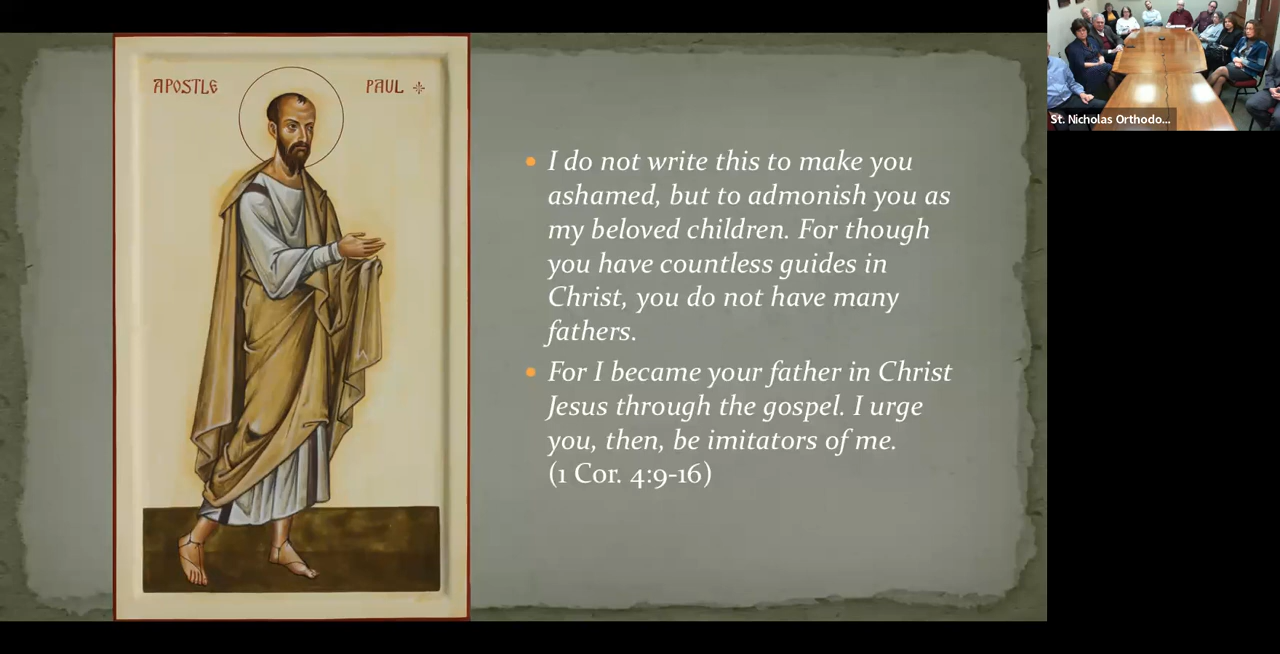 APOSTLE PAUL
I do not write this to make you
ashamed, but to admonish you as
my beloved children. For though
you have countless guides in
Christ, you do not have many
fathers.
For I became your father in Christ
Jesus through the gospel. I urge
you, then, be imitators of me.
(1 Cor. 4:9-16)
St. Nicholas Orthodo...